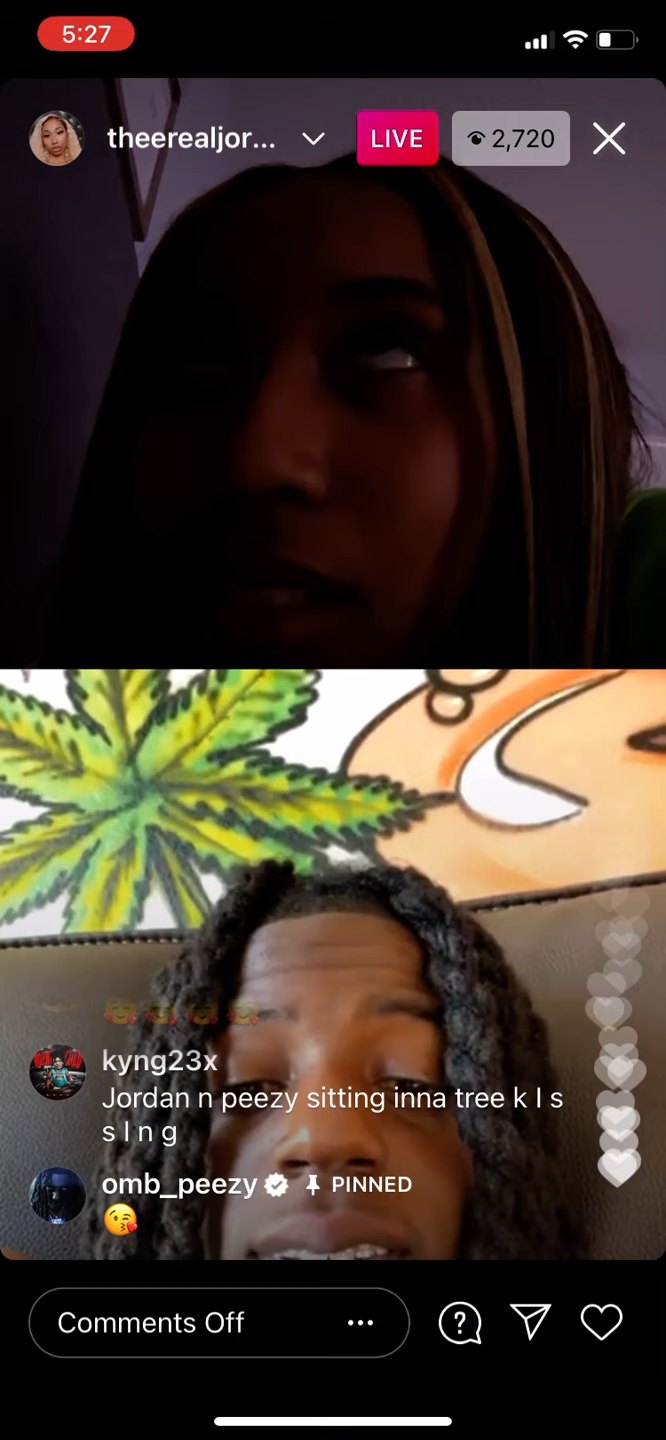 5:27
theerealjor...
LIVE
2,720
kyng23x
Jordan n peezy sitting inna tree k I s
s I n g
omb_peezy PINNED
😘
Comments Off